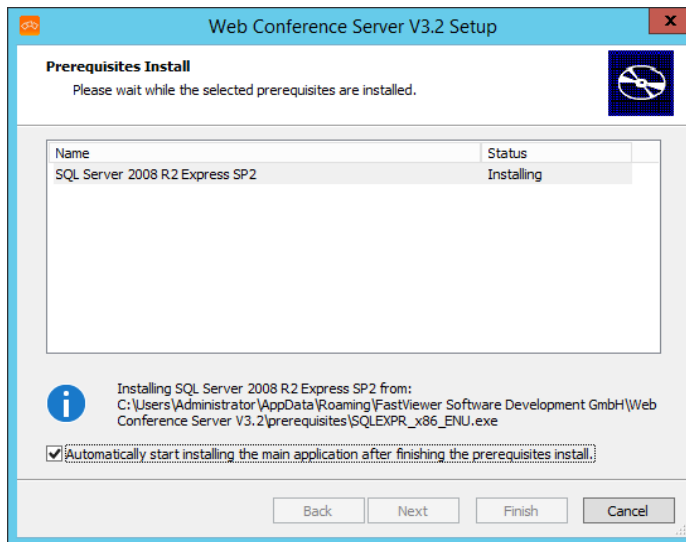 Web Conference Server V3.2 Setup
x
Prerequisites Install
Please wait while the selected prerequisites are installed.
Name Status
SQL Server 2008 R2 Express SP2 Installing
Installing SQL Server 2008 R2 Express SP2 from:
C:\Users\Administrator\AppData\Roaming\FastViewer Software Development GmbH\Web
Conference Server V3.2\prerequisites\SQLEXPR_x86_ENU.exe
Automatically start installing the main application after finishing the prerequisites install.
Back Next Finish Cancel